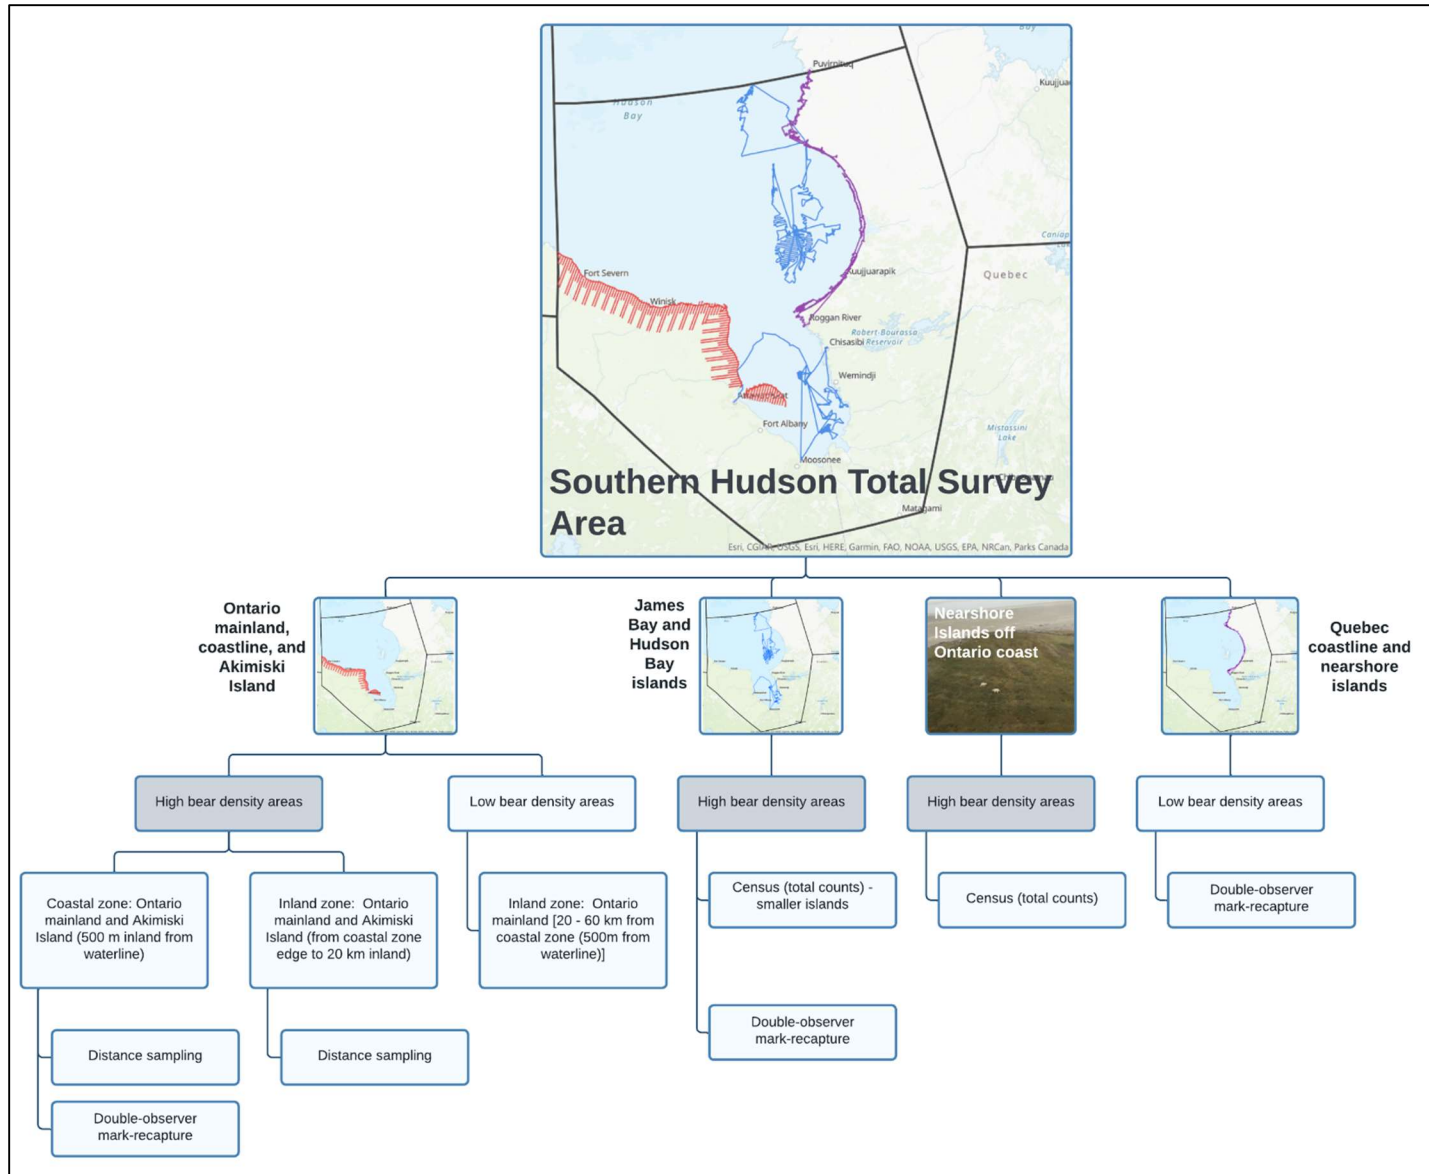 Bay
Puvirnituq
Kuujjua
Hudson
Bay
Caniap
Quebec
Fort Severn
Kuujjuarapik
Winisk
Roggan River
Robert-Bourassa
Reservoir
Chisasibi
Wemindji
Fort Albany
Mistassini
Lake
Moosonee
Southern Hudson Total Survey
Area
Matagami
Esri, CGIAR, USGS, Esri, HERE, Garmin, FAO, NOAA, USGS, EPA, NRCan, Parks Canada
Ontario
mainland,
coastline, and
Akimiski
Island
James
Bay and
Hudson
Bay
islands
Nearshore
Islands off
Ontario coast
Quebec
coastline and
nearshore
islands
High bear density areas
Low bear density areas
High bear density areas
High bear density areas
Low bear density areas
Coastal zone: Ontario
mainland and Akimiski
Island (500 m inland from
waterline)
Inland zone:  Ontario
mainland and Akimiski
Island (from coastal zone
edge to 20 km inland)
Inland zone:  Ontario
mainland [20 - 60 km from
coastal zone (500m from
waterline)]
Census (total counts) -
smaller islands
Census (total counts)
Double-observer
mark-recapture
Double-observer
mark-recapture
Distance sampling
Distance sampling
Double-observer
mark-recapture